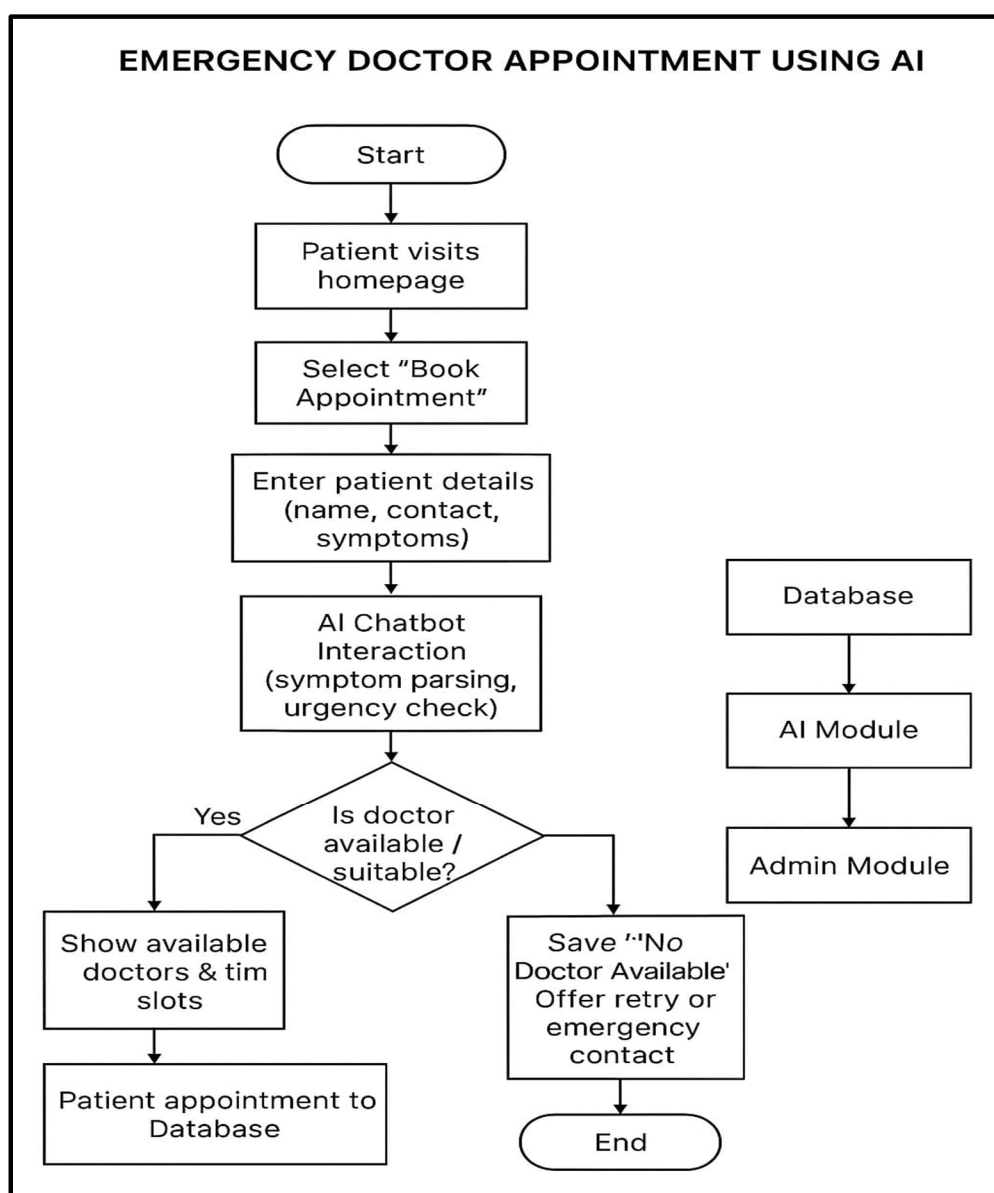 EMERGENCY DOCTOR APPOINTMENT USING AI
Start
Patient visits
homepage
Select “Book
Appointment”
Enter patient details
(name, contact,
symptoms)
AI Chatbot
Interaction
(symptom parsing,
urgency check)
Is doctor
available /
suitable?
Yes
Show available
doctors & tim
slots
Patient appointment to
Database
Save "'No
Doctor Available'
Offer retry or
emergency
contact
End
Database
AI Module
Admin Module